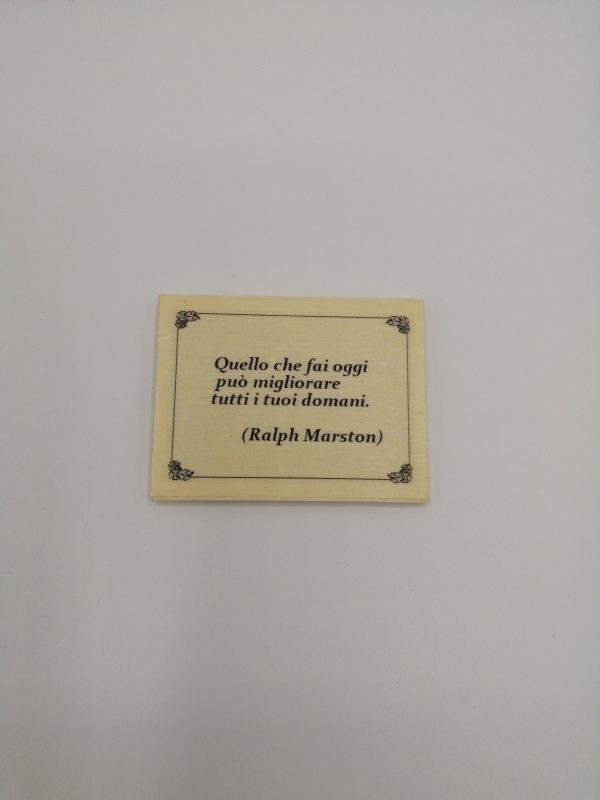 Quello che fai oggi
può migliorare
tutti i tuoi domani.
(Ralph Marston)